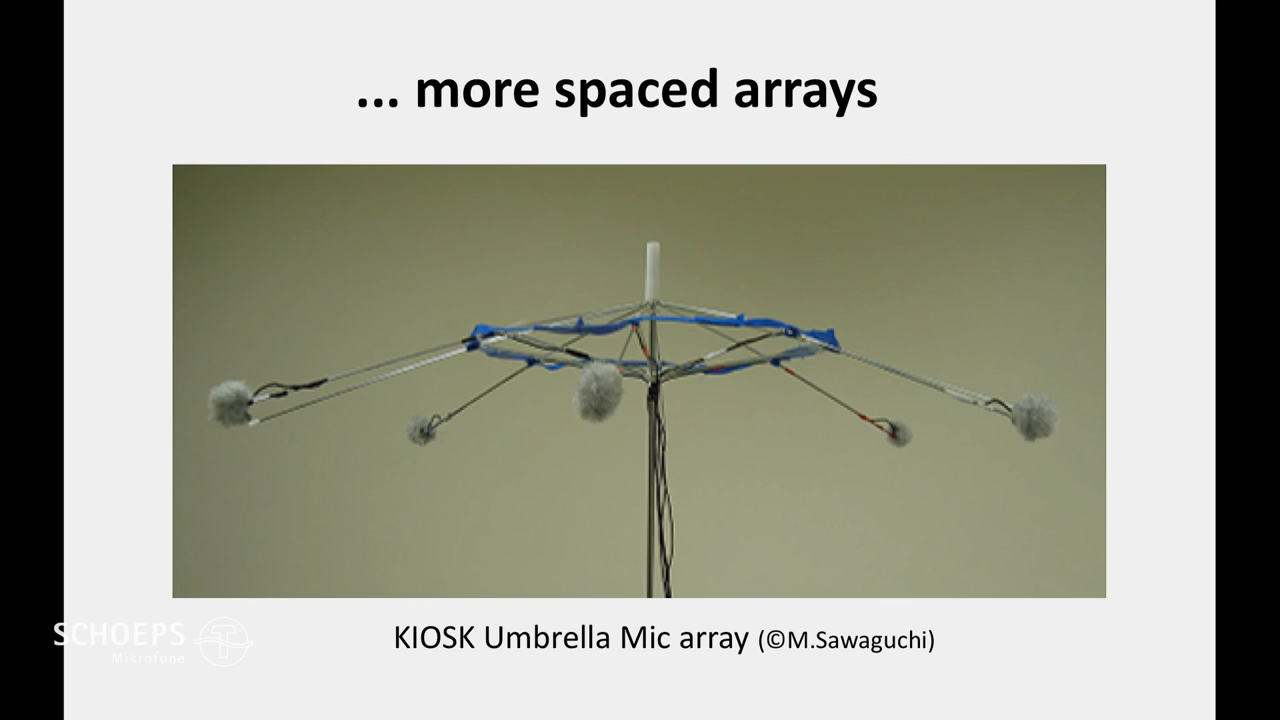 ... more spaced arrays
SCHOEPS
Mikrofone
KIOSK Umbrella Mic array (©M.Sawaguchi)